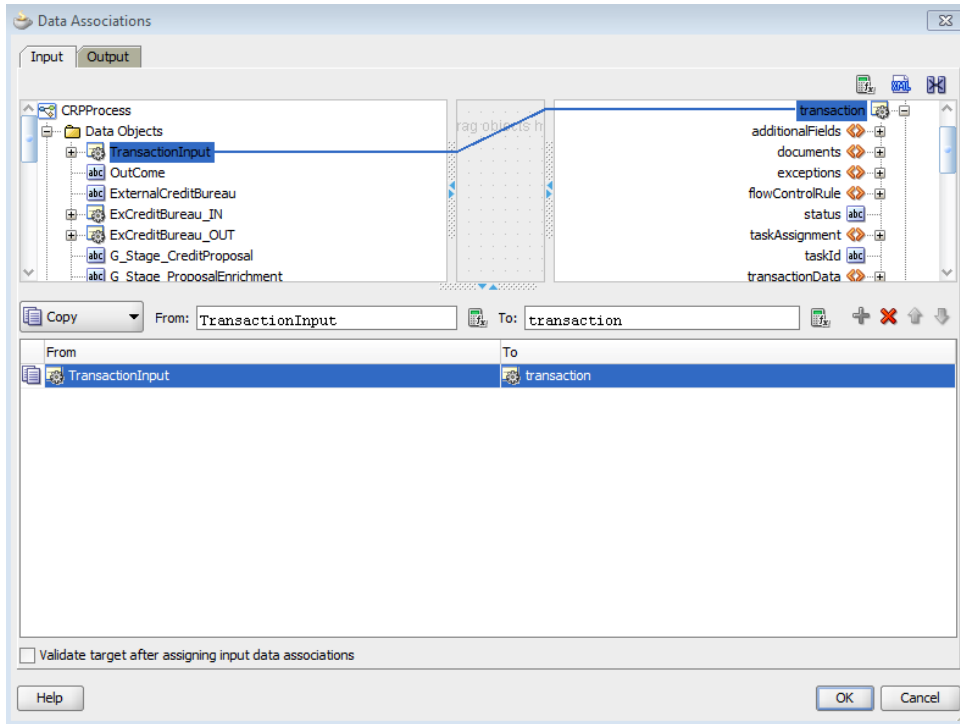 Data Associations
Input Output
CRPProcess
Data Objects
TransactionInput
OutCome
ExternalCreditBureau
ExCreditBureau_IN
ExCreditBureau_OUT
G_Stage_CreditProposal
G_Stage_ProposalEnrichment
transaction
additionalFields
documents
exceptions
flowControlRule
status
taskAssignment
taskId
transactionData
Copy From: TransactionInput To: transaction
From To
TransactionInput transaction
Validate target after assigning input data associations
Help OK Cancel